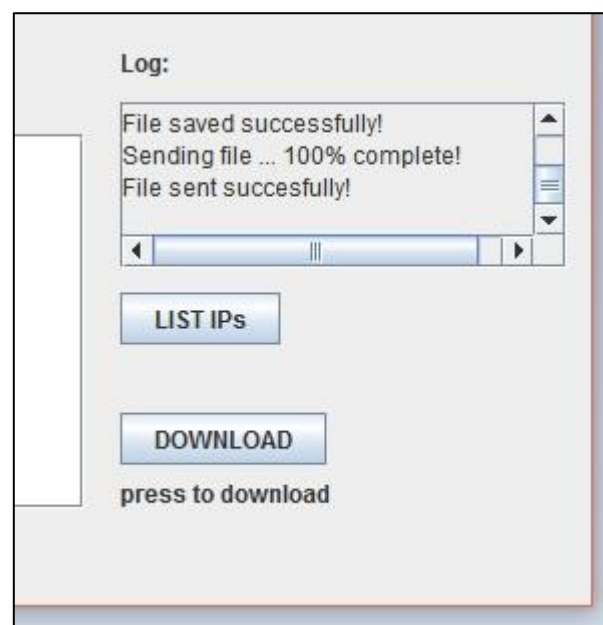 Log:
File saved successfully!
Sending file ... 100% complete!
File sent succesfully!
LIST IPs
DOWNLOAD
press to download